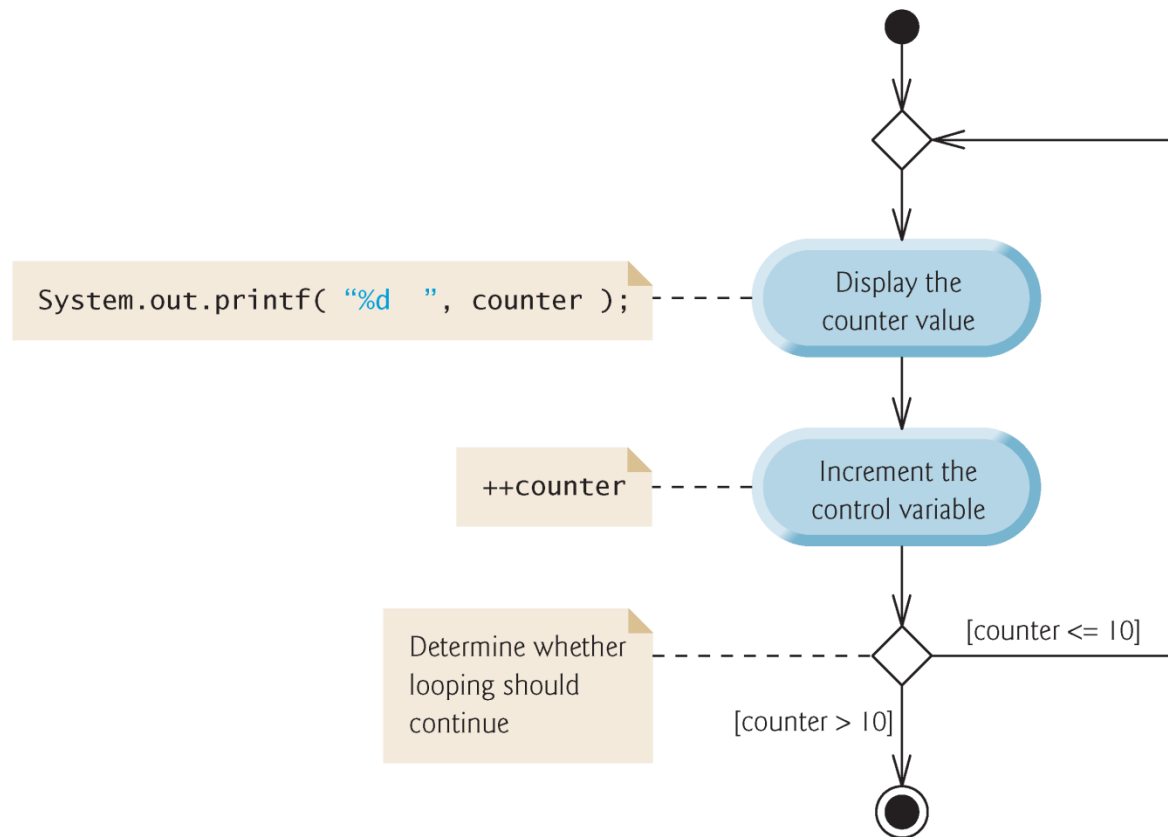 System.out.printf( “%d  ”, counter );
Display the
counter value
++counter
Increment the
control variable
Determine whether
looping should
continue
[counter <= 10]
[counter > 10]